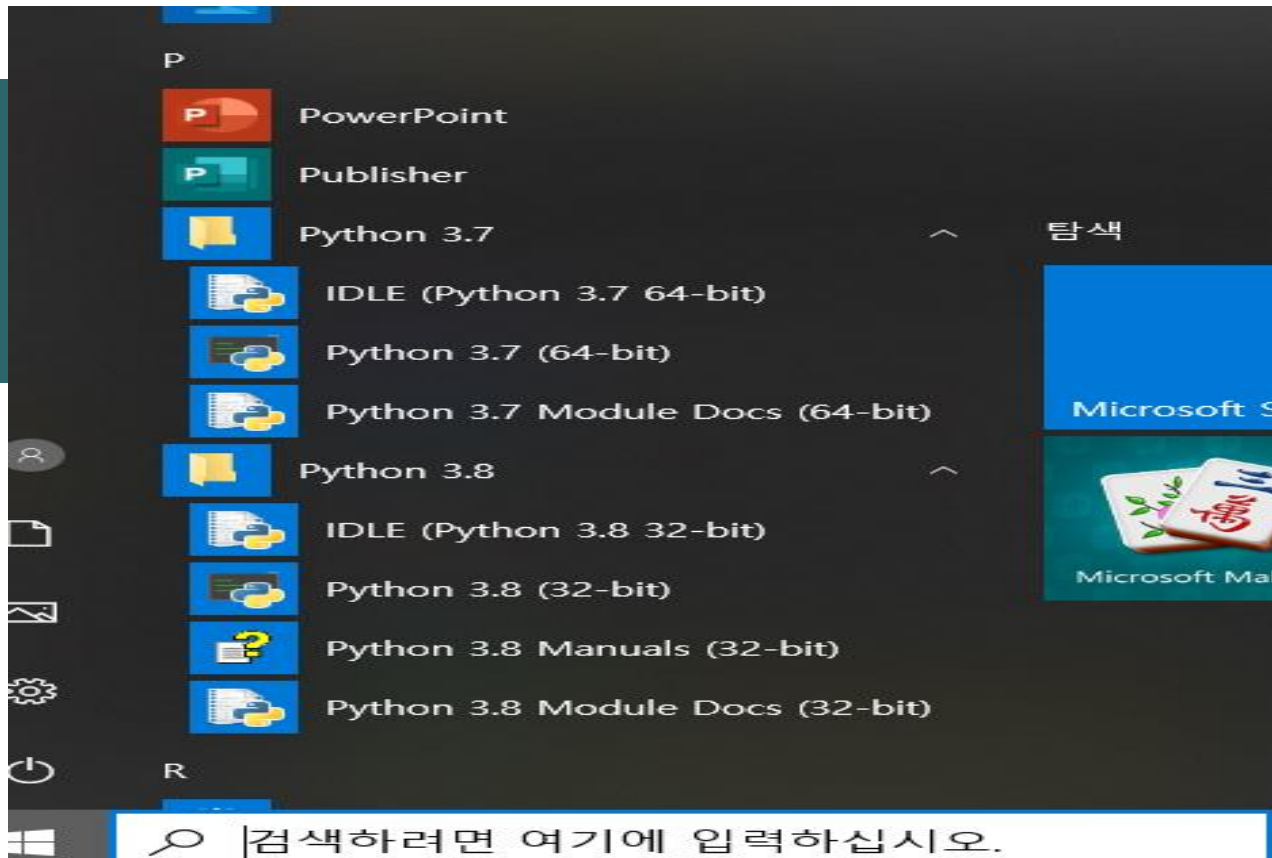 P
PowerPoint
Publisher
Python 3.7
IDLE (Python 3.7 64-bit)
Python 3.7 (64-bit)
Python 3.7 Module Docs (64-bit)
Python 3.8
IDLE (Python 3.8 32-bit)
Python 3.8 (32-bit)
Python 3.8 Manuals (32-bit)
Python 3.8 Module Docs (32-bit)
R
탐색
Microsoft S
Microsoft Ma
검색하려면 여기에 입력하십시오.